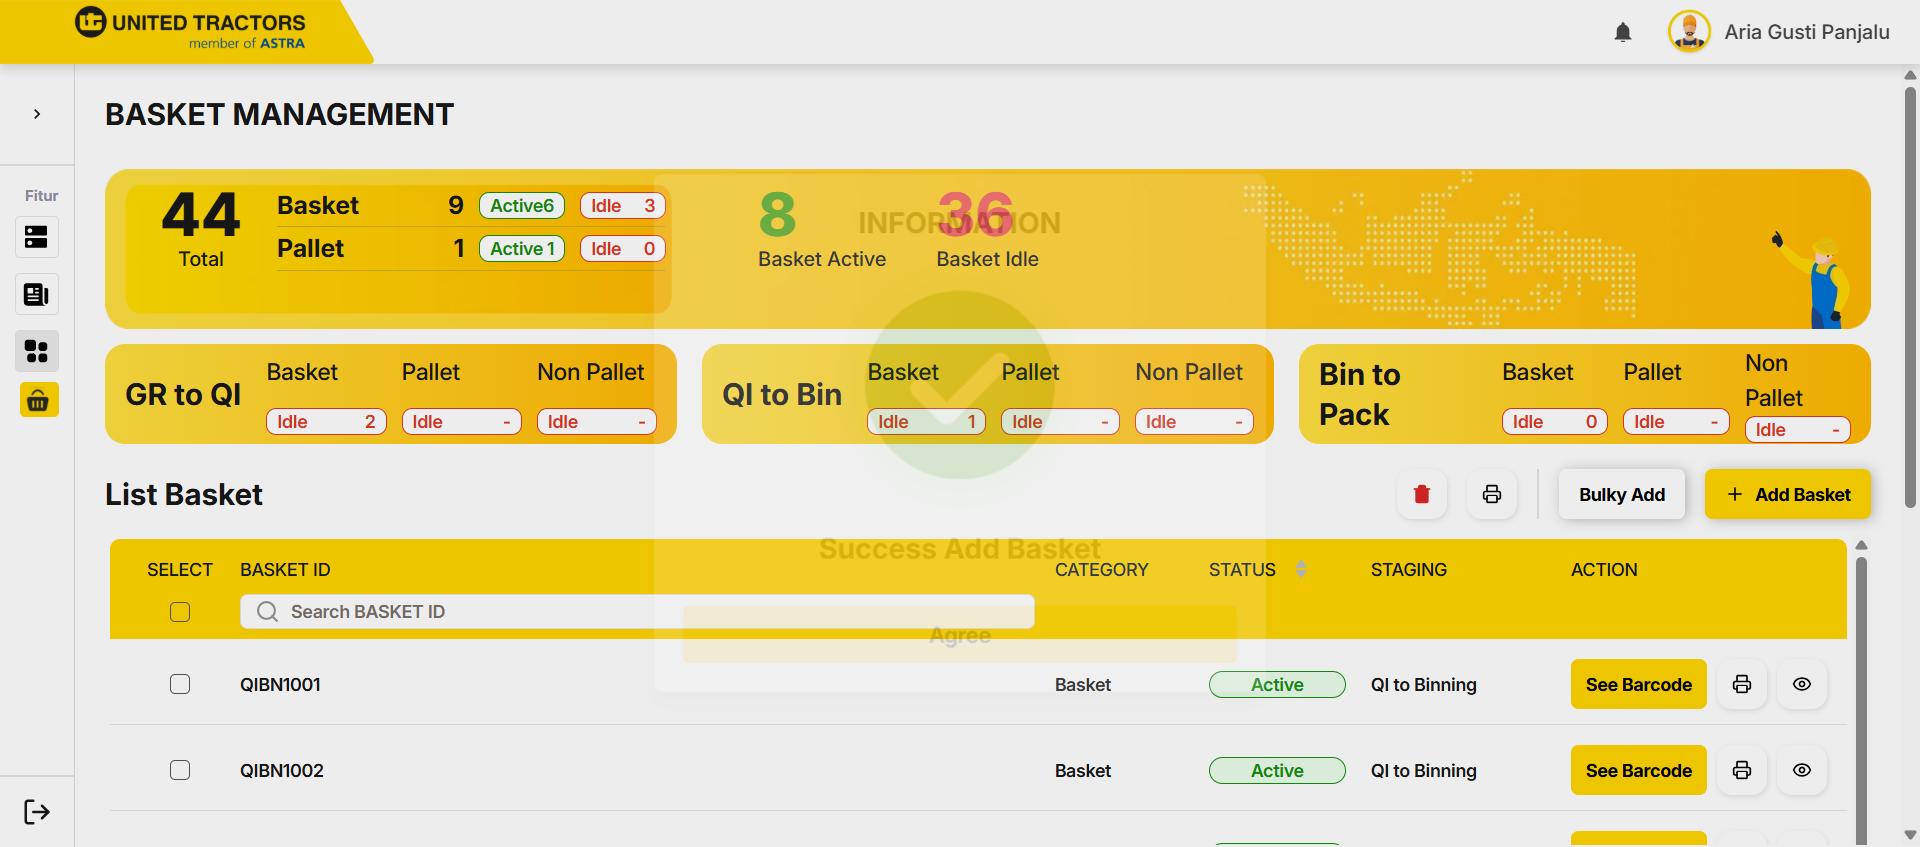 UNITED TRACTORS
member of ASTRA
Aria Gusti Panjalu
BASKET MANAGEMENT
Fitur
44
Total
Basket 9 Active6 Idle 3
Pallet 1 Active 1 Idle 0
8
Basket Active
36
Basket Idle
INFORMATION
GR to QI
Basket Pallet Non Pallet
Idle 2 Idle - Idle -
QI to Bin
Basket Pallet Non Pallet
Idle 1 Idle - Idle -
Bin to
Pack
Basket Pallet Non
Pallet
Idle 0 Idle - Idle -
List Basket
Bulky Add
+ Add Basket
Success Add Basket
Agree
SELECT BASKET ID CATEGORY STATUS STAGING ACTION
Search BASKET ID
QIBN1001 Basket Active QI to Binning See Barcode
QIBN1002 Basket Active QI to Binning See Barcode